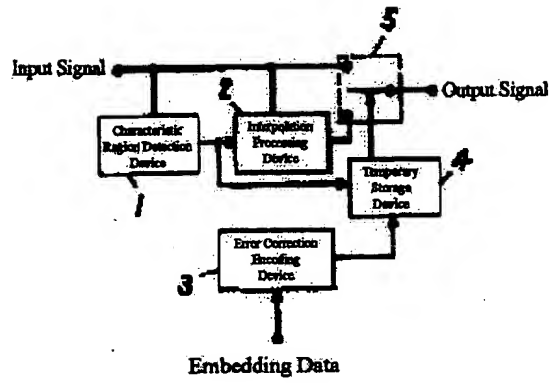 5
Input Signal
2
Output Signal
Characteristic
Region Detection
Device
Interpolation
Processing
Device
4
Temporary
Storage
Device
1
Error Correction
Encoding
Device
3
Embedding Data